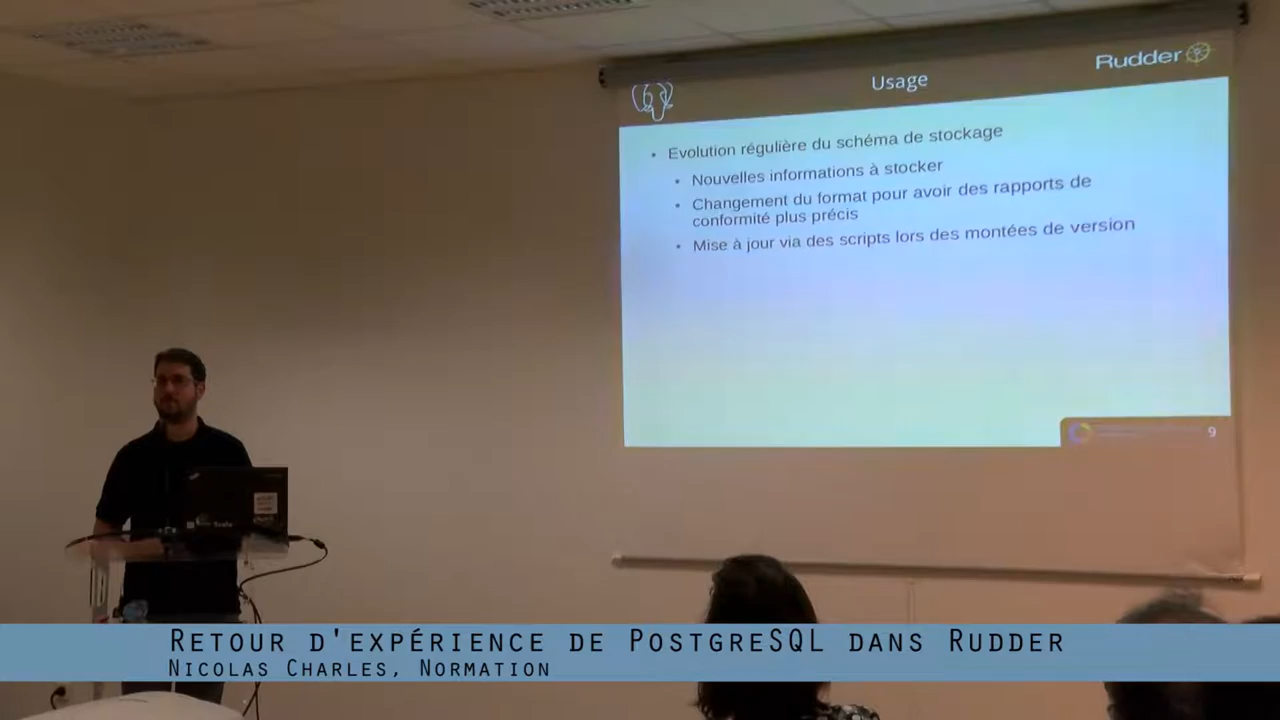 Rudder
Usage
Evolution régulière du schéma de stockage
Nouvelles informations à stocker
Changement du format pour avoir des rapports de
conformité plus précis
Mise à jour via des scripts lors des montées de version
9
Retour d'expérience de PostgreSQL dans Rudder
Nicolas Charles, Normation